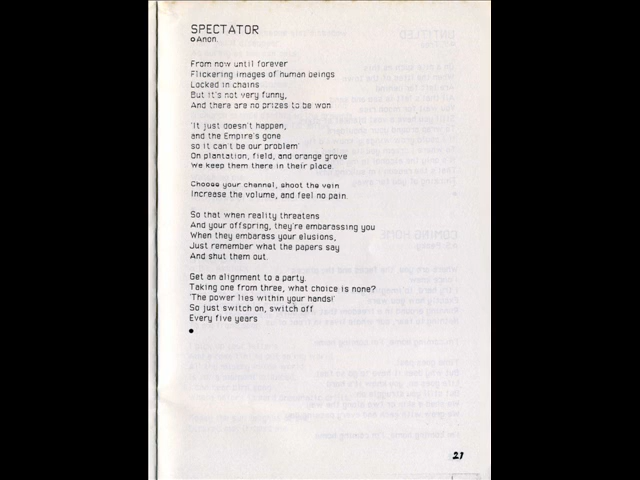 SPECTATOR
Anon.
From now until forever
Flickering images of human beings
Locked in chains
But it's not very funny,
And there are no prizes to be won
'It just doesn't happen,
and the Empire's gone
so it can't be our problem'
On plantation, field, and orange grove
We keep them there in their place.
Choose your channel, shoot the vein
Increase the volume, and feel no pain.
So that when reality threatens
And your offspring, they're embarassing you
When they embarass your elusions,
Just remember what the papers say
And shut them out.
Get an alignment to a party.
Taking one from three, what choice is none?
'The power lies within your hands!'
So just switch on, switch off
Every five years
21